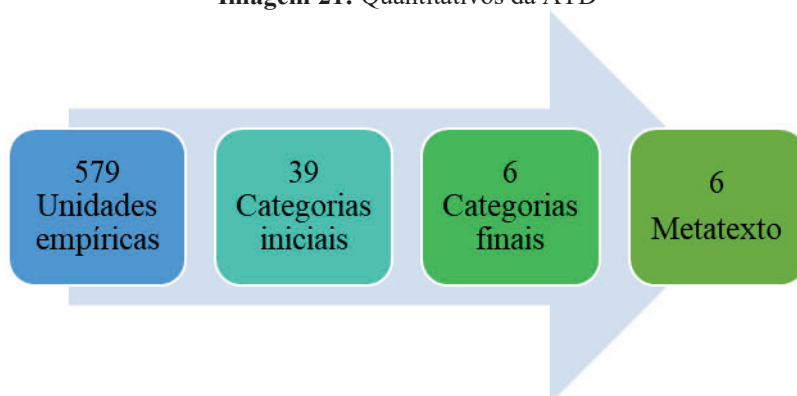 Imagem 21: Quantitativos da ATD
579
Unidades
empíricas
39
Categorias
iniciais
6
Categorias
finais
6
Metatexto